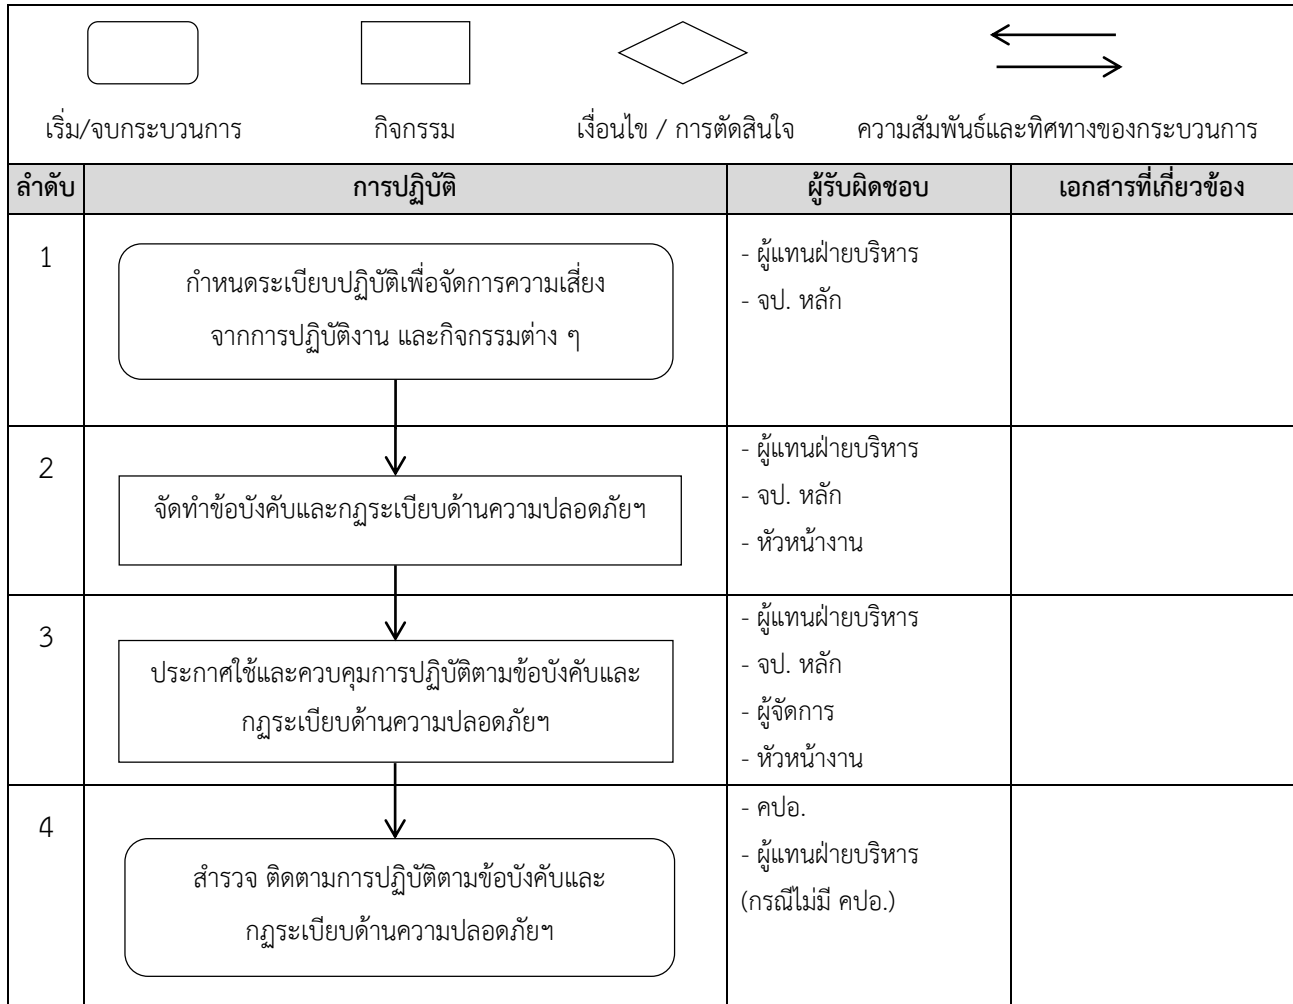 เริ่ม/จบกระบวนการ กิจกรรม เงื่อนไข / การตัดสินใจ ความสัมพันธ์และทิศทางของกระบวนการ
ลำดับ การปฏิบัติ ผู้รับผิดชอบ เอกสารที่เกี่ยวข้อง
1
กำหนดระเบียบปฏิบัติเพื่อจัดการความเสี่ยง
จากการปฏิบัติงาน และกิจกรรมต่าง ๆ
- ผู้แทนฝ่ายบริหาร
- จป. หลัก
2
จัดทำข้อบังคับและกฏระเบียบด้านความปลอดภัยฯ
- ผู้แทนฝ่ายบริหาร
- จป. หลัก
- หัวหน้างาน
3
ประกาศใช้และควบคุมการปฏิบัติตามข้อบังคับและ
กฏระเบียบด้านความปลอดภัยฯ
- ผู้แทนฝ่ายบริหาร
- จป. หลัก
- ผู้จัดการ
- หัวหน้างาน
4
สำรวจ ติดตามการปฏิบัติตามข้อบังคับและ
กฏระเบียบด้านความปลอดภัยฯ
- คปอ.
- ผู้แทนฝ่ายบริหาร
(กรณีไม่มี คปอ.)